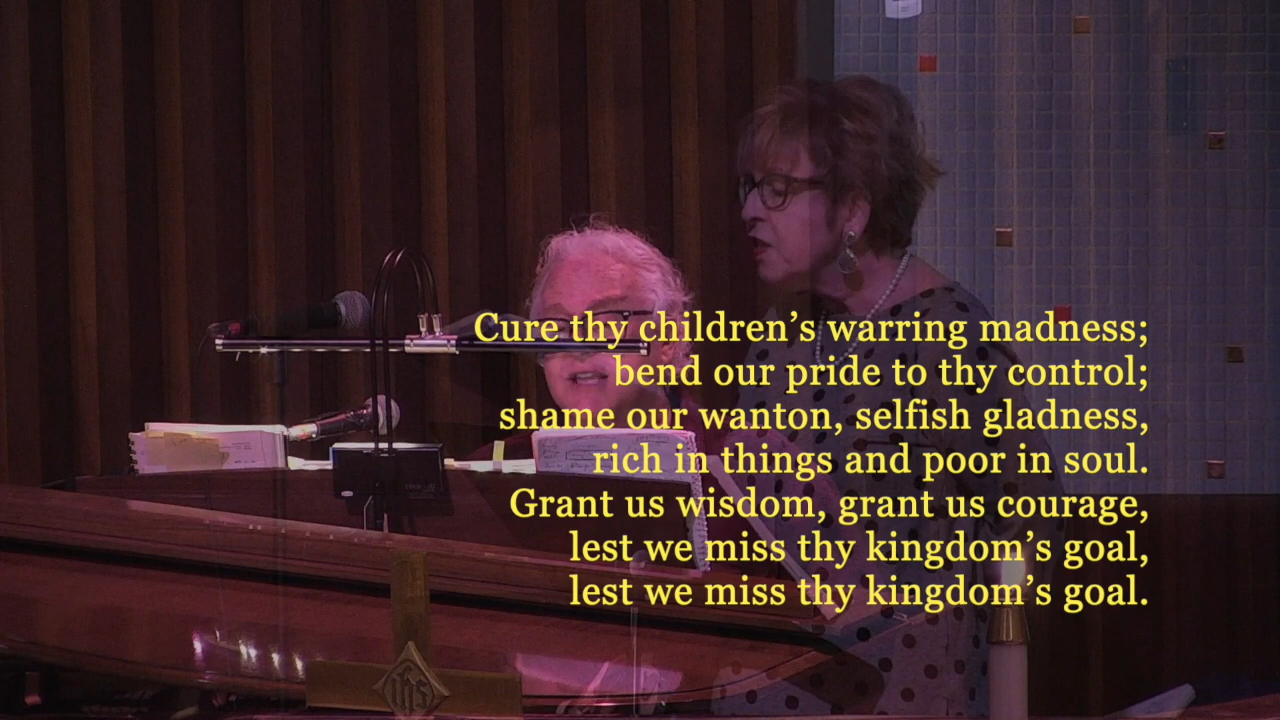 Cure thy children’s warring madness;
bend our pride to thy control;
shame our wanton, selfish gladness,
rich in things and poor in soul.
Grant us wisdom, grant us courage,
lest we miss thy kingdom’s goal,
lest we miss thy kingdom’s goal.
ihs